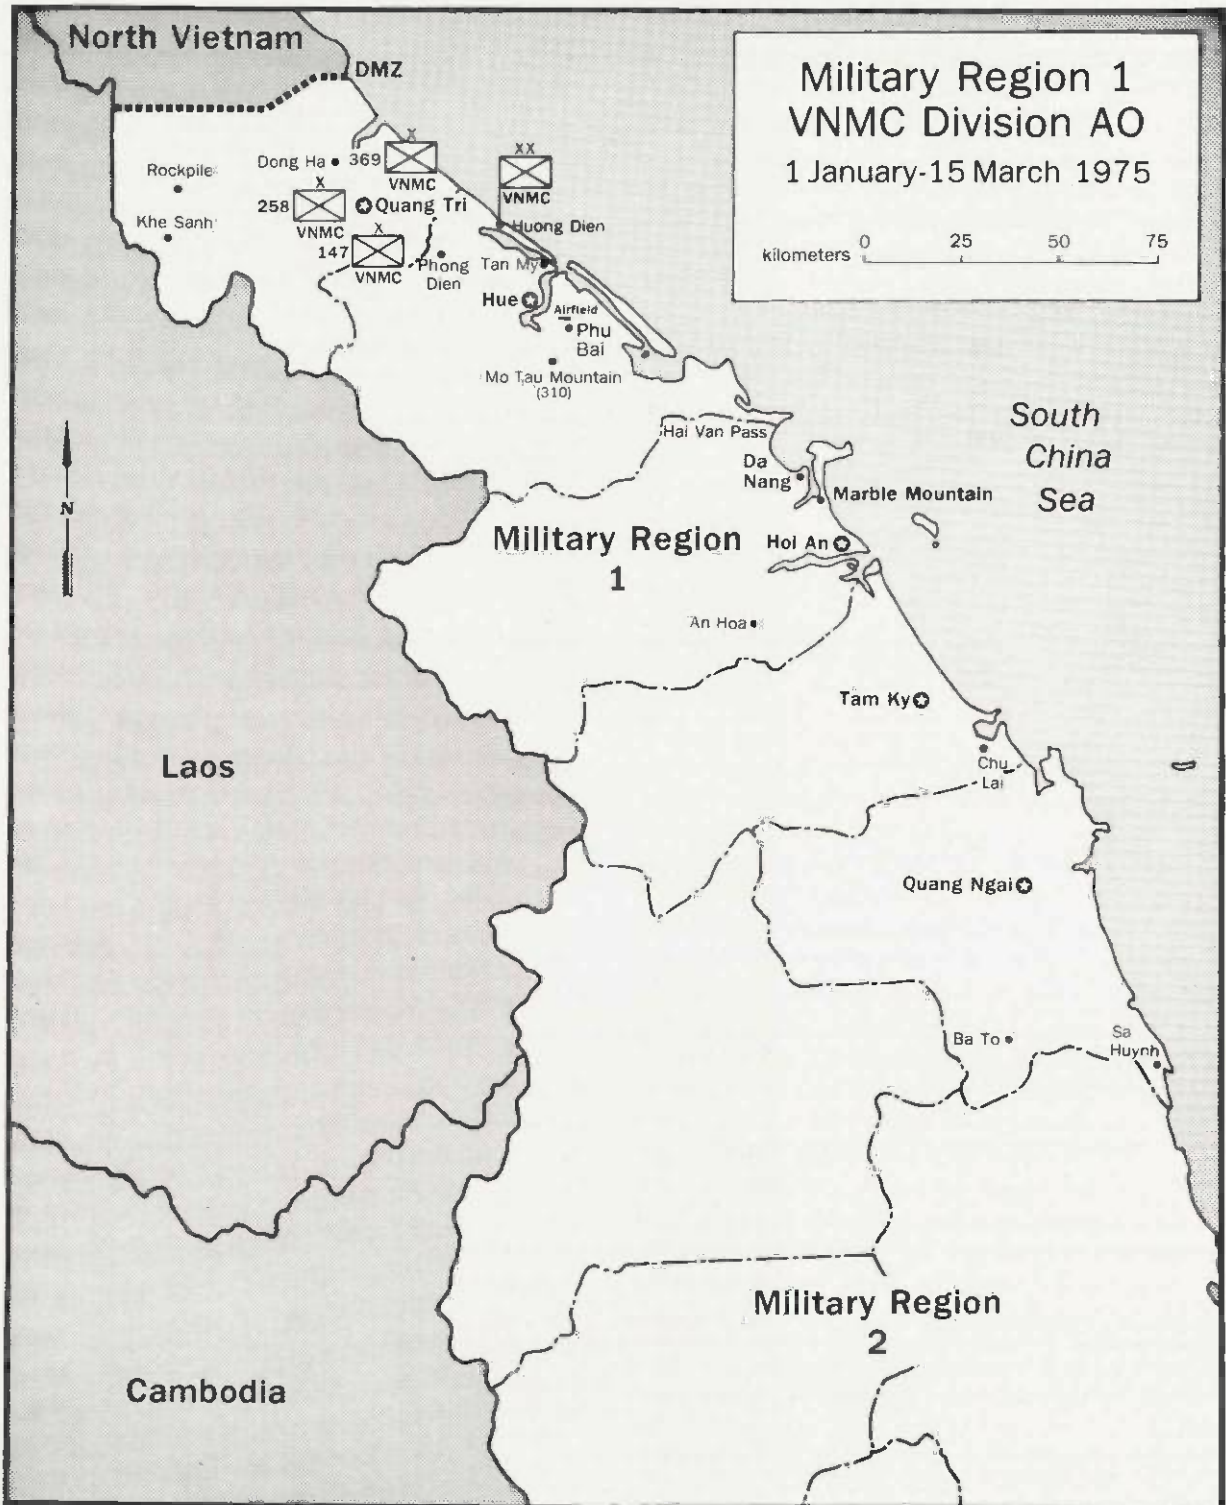 North Vietnam
DMZ
Military Region 1
VNMC Division AO
1 January-15 March 1975
kilometers 0 25 50 75
Rockpile
Khe Sanh
Dong Ha
369
X
VNMC
XX
VNMC
258
X
VNMC
Quang Tri
147
X
VNMC
Phong
Dien
Huong Dien
Tan My
Hue
Airfield
Phu
Bai
Mo Tau Mountain
(310)
N
South
China
Sea
Hai Van Pass
Da
Nang
Marble Mountain
Military Region
1
Hoi An
An Hoa
Tam Ky
Chu
Lai
Laos
Quang Ngai
Ba To
Sa
Huynh
Military Region
2
Cambodia